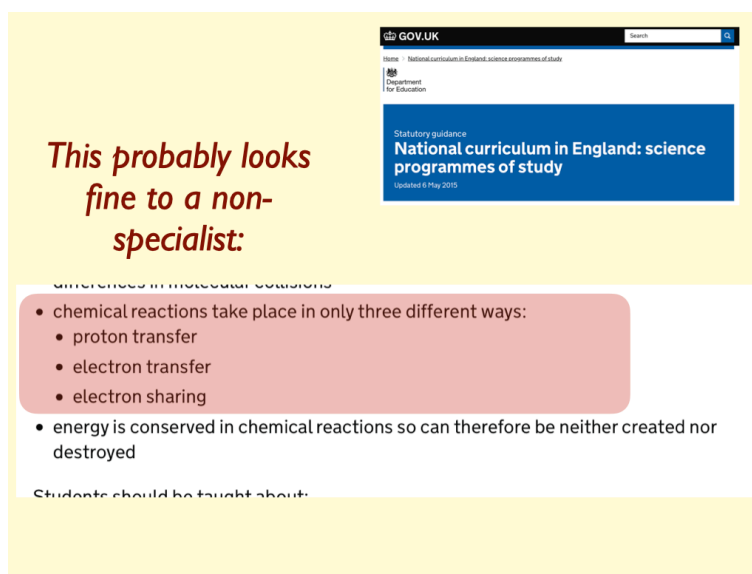 GOV.UK
Search
Home > National curriculum in England: science programmes of study
Department
for Education
Statutory guidance
National curriculum in England: science
programmes of study
Updated 6 May 2015
This probably looks
fine to a non-
specialist:
differences in molecular collisions
• chemical reactions take place in only three different ways:
• proton transfer
• electron transfer
• electron sharing
• energy is conserved in chemical reactions so can therefore be neither created nor
destroyed
Students should be taught about: